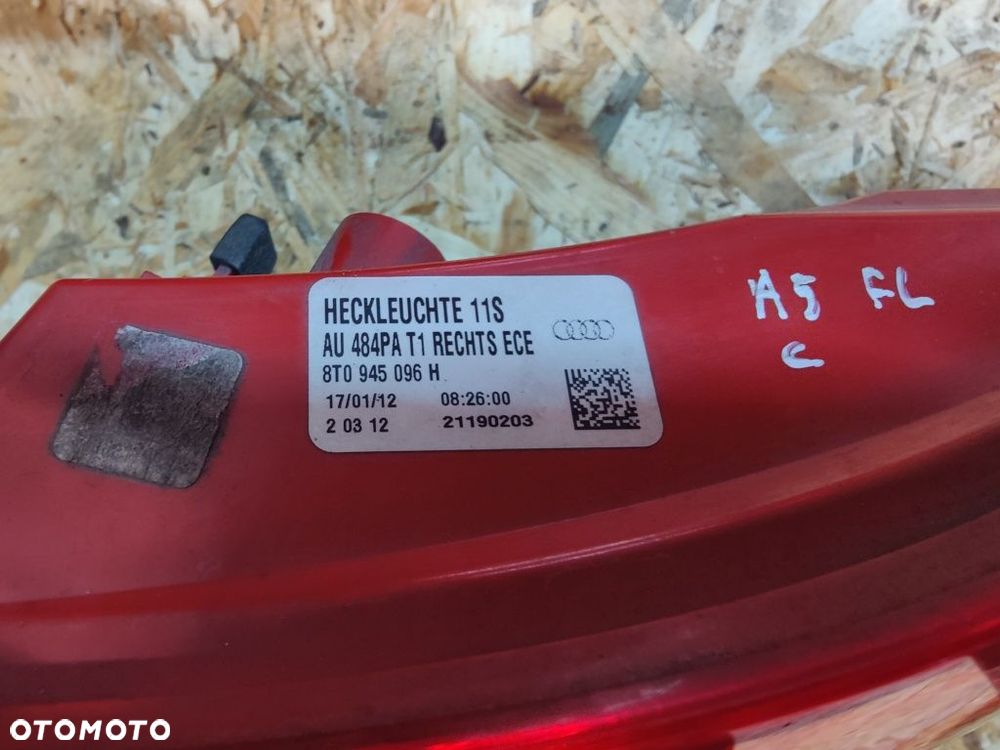 HECKLEUCHTE 11S
AU 484PA T1 RECHTS ECE
8T0 945 096 H
17/01/12 08:26:00
2 03 12 21190203
A5 FL
C
OTOMOTO